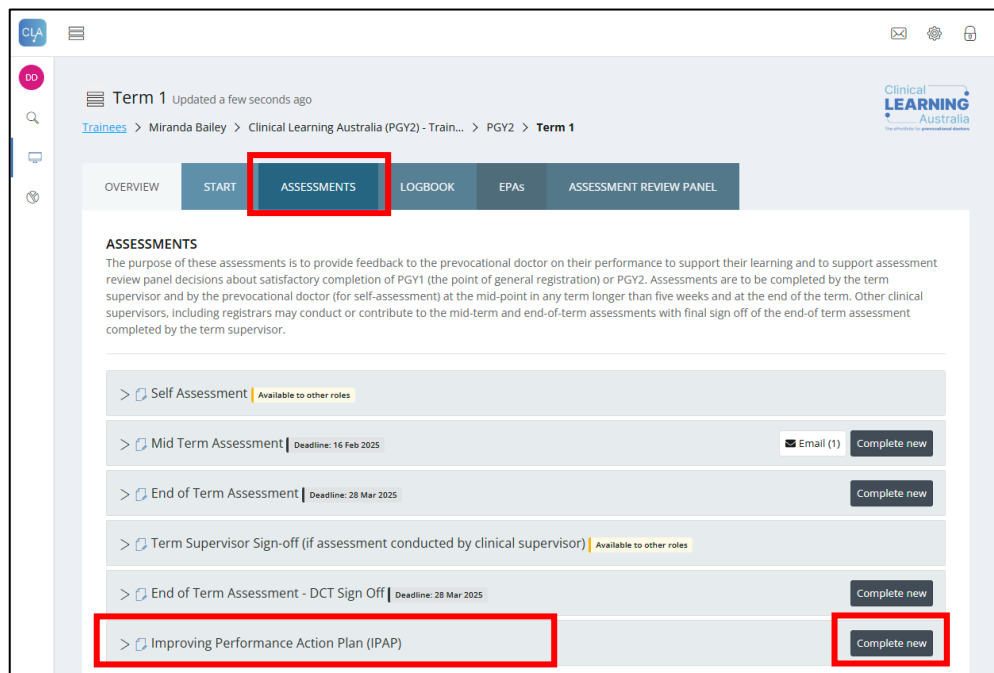 CLA
DD
Term 1 Updated a few seconds ago
Trainees > Miranda Bailey > Clinical Learning Australia (PGY2) - Train... > PGY2 > Term 1
Clinical
LEARNING
Australia
The ePortfolio for prevocational doctors
OVERVIEW START ASSESSMENTS LOGBOOK EPAs ASSESSMENT REVIEW PANEL
ASSESSMENTS
The purpose of these assessments is to provide feedback to the prevocational doctor on their performance to support their learning and to support assessment
review panel decisions about satisfactory completion of PGY1 (the point of general registration) or PGY2. Assessments are to be completed by the term
supervisor and by the prevocational doctor (for self-assessment) at the mid-point in any term longer than five weeks and at the end of the term. Other clinical
supervisors, including registrars may conduct or contribute to the mid-term and end-of-term assessments with final sign off of the end-of term assessment
completed by the term supervisor.
> Self Assessment Available to other roles
> Mid Term Assessment Deadline: 16 Feb 2025 Email (1) Complete new
> End of Term Assessment Deadline: 28 Mar 2025 Complete new
> Term Supervisor Sign-off (if assessment conducted by clinical supervisor) Available to other roles
> End of Term Assessment - DCT Sign Off Deadline: 28 Mar 2025 Complete new
> Improving Performance Action Plan (IPAP) Complete new